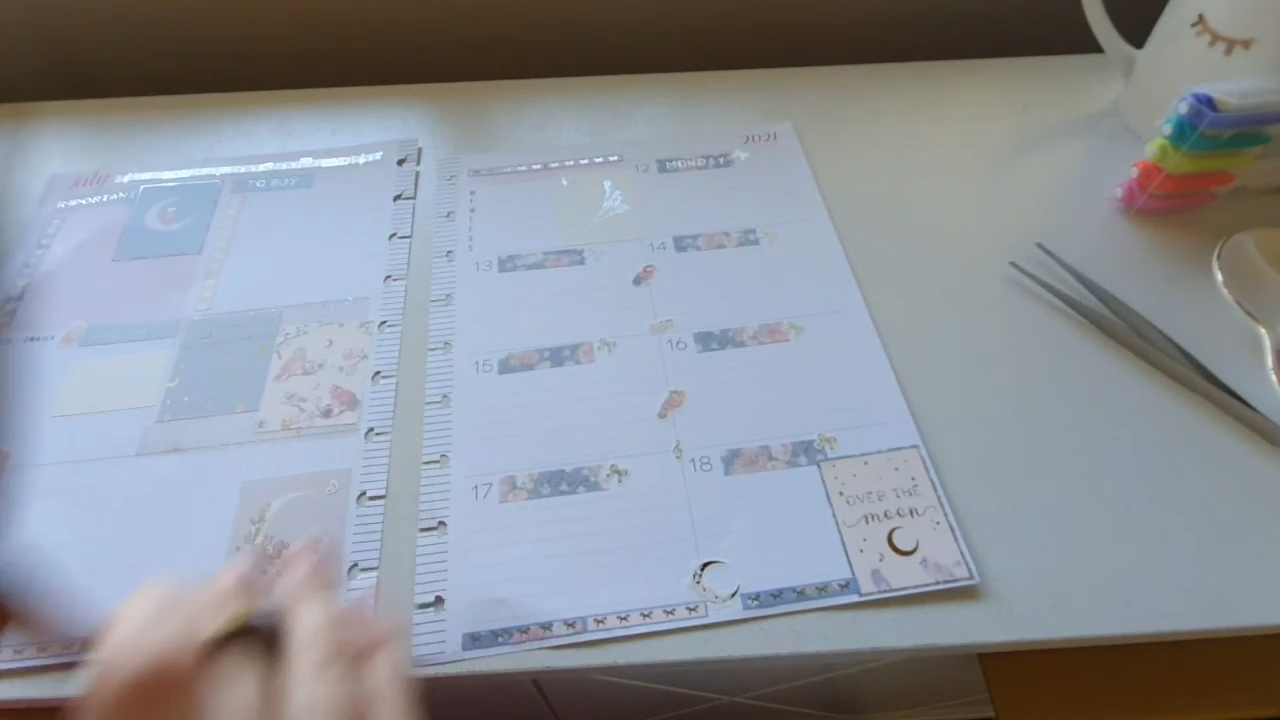 July
2021
IMPORTANT
TO BUY
12 MONDAY
13
14
15
16
17
18
OVER THE
moon